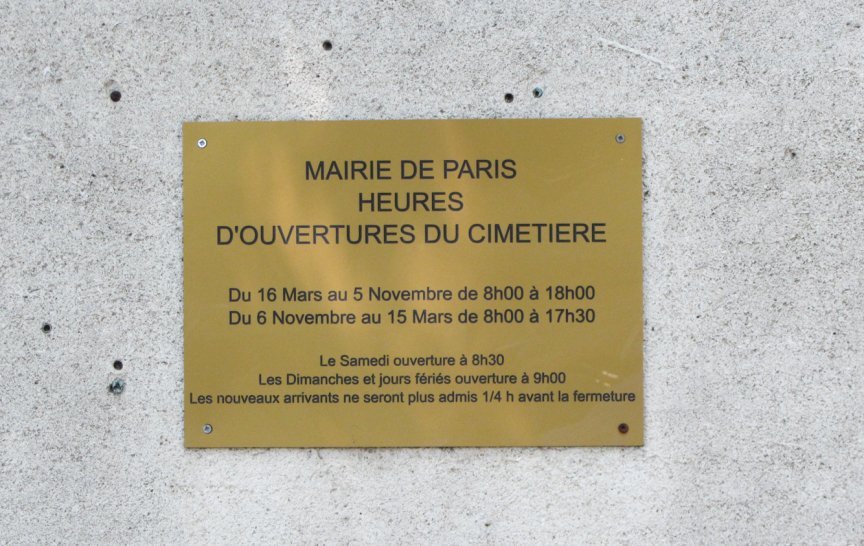 MAIRIE DE PARIS
HEURES
D'OUVERTURES DU CIMETIERE
Du 16 Mars au 5 Novembre de 8h00 à 18h00
Du 6 Novembre au 15 Mars de 8h00 à 17h30
Le Samedi ouverture à 8h30
Les Dimanches et jours fériés ouverture à 9h00
Les nouveaux arrivants ne seront plus admis 1/4 h avant la fermeture